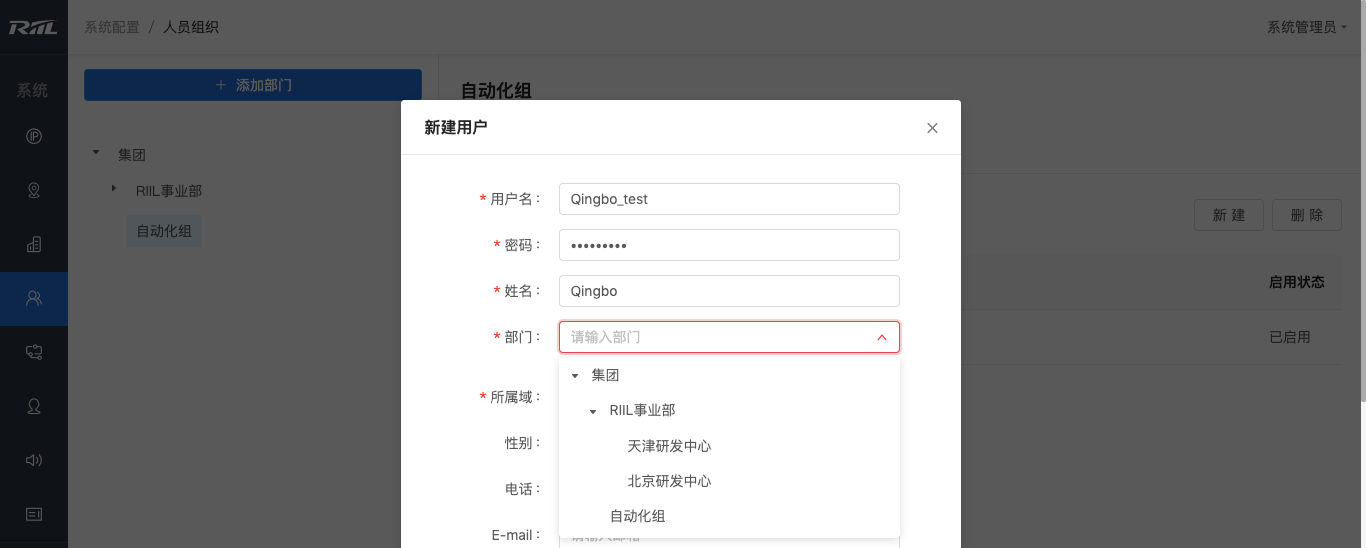 RIIL
系统配置 / 人员组织
系统管理员
系统
+ 添加部门
自动化组
集团
RIIL事业部
自动化组
新 建
删 除
启用状态
已启用
新建用户
* 用户名：
Qingbo_test
* 密码：
•••••••••
* 姓名：
Qingbo
* 部门：
请输入部门
集团
RIIL事业部
天津研发中心
北京研发中心
自动化组
* 所属域：
性别：
电话：
E-mail：
请输入邮箱